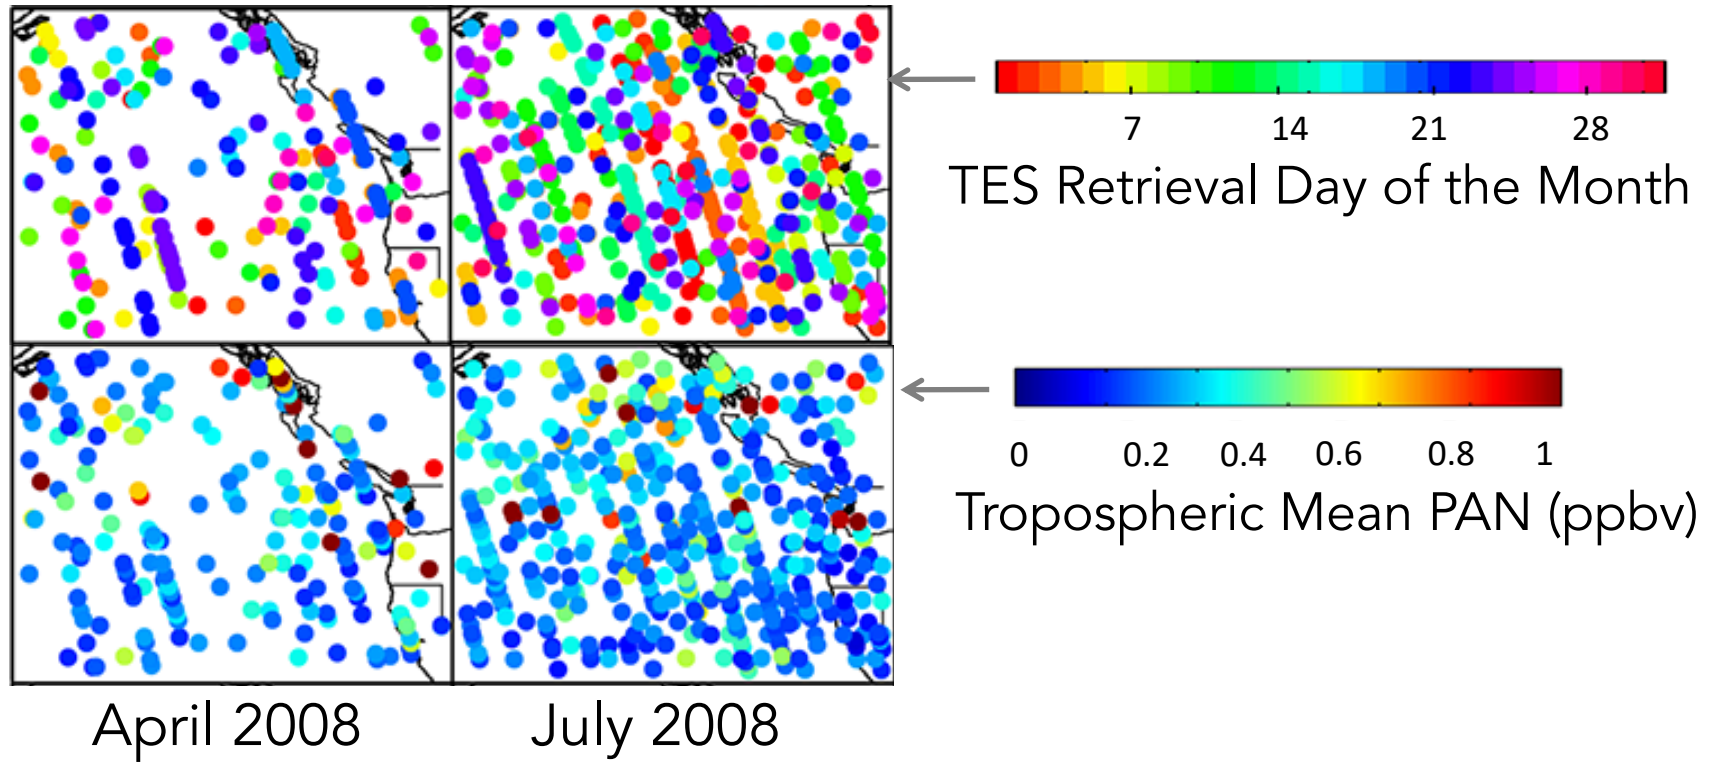 7 14 21 28
TES Retrieval Day of the Month
0 0.2 0.4 0.6 0.8 1
Tropospheric Mean PAN (ppbv)
April 2008 July 2008